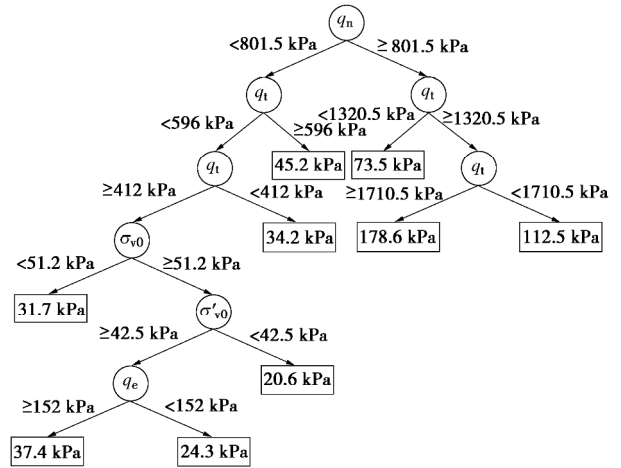 qn
<801.5 kPa ≥801.5 kPa
qt qt
<596 kPa ≥596 kPa <1320.5 kPa ≥1320.5 kPa
qt 45.2 kPa 73.5 kPa qt
≥412 kPa <412 kPa ≥1710.5 kPa <1710.5 kPa
σv0 34.2 kPa 178.6 kPa 112.5 kPa
<51.2 kPa ≥51.2 kPa
31.7 kPa σ′v0
≥42.5 kPa <42.5 kPa
qe 20.6 kPa
≥152 kPa <152 kPa
37.4 kPa 24.3 kPa